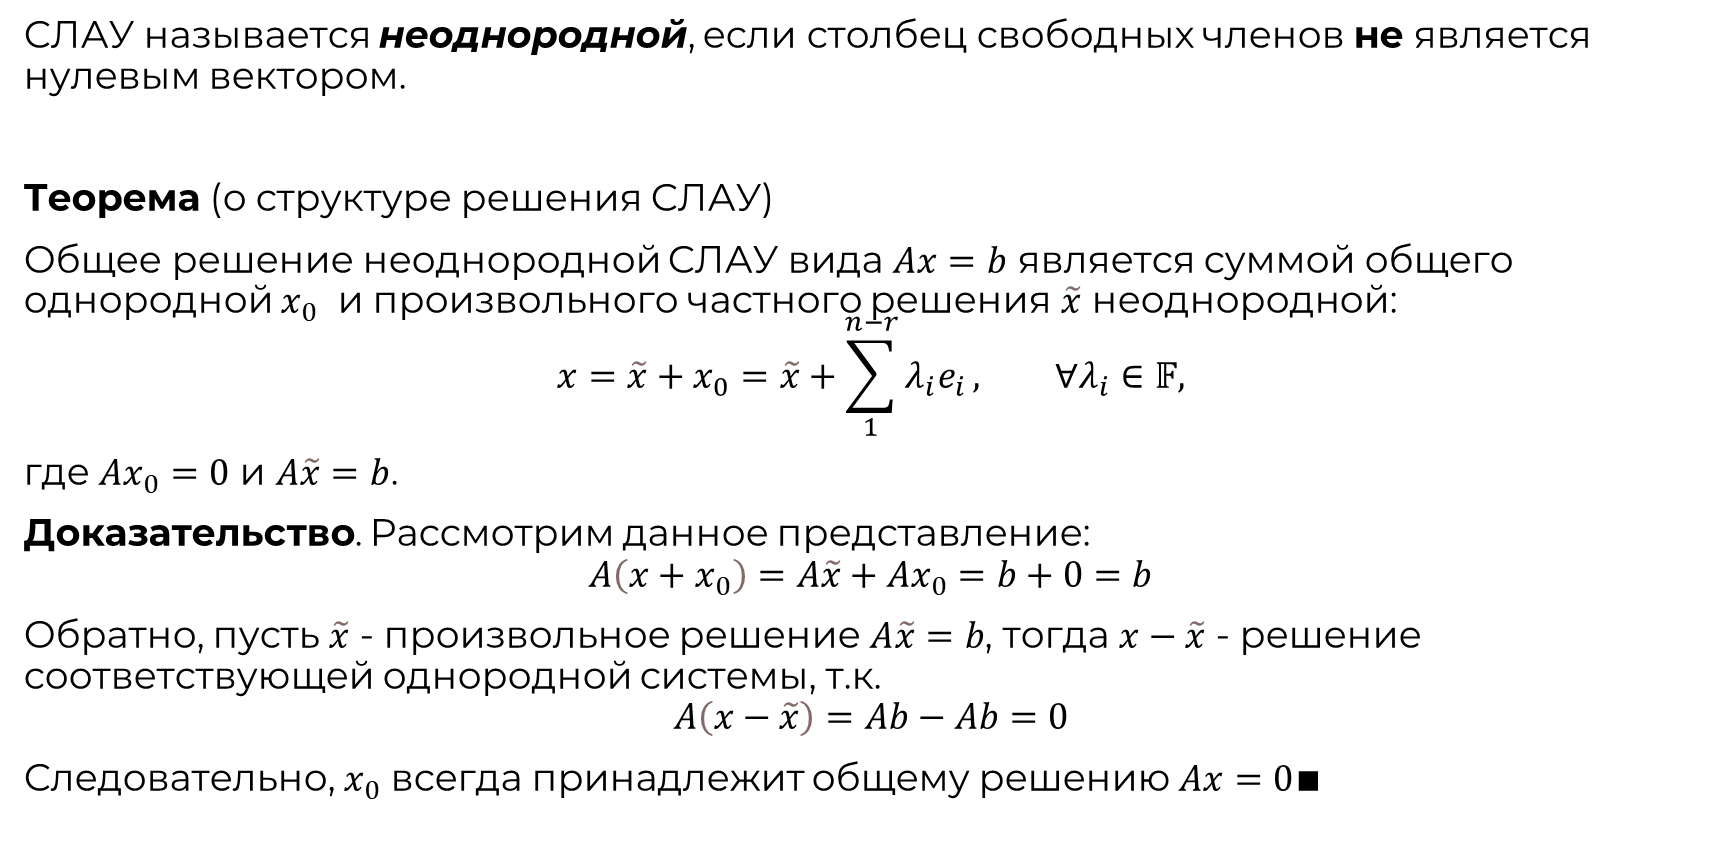 СЛАУ называется неоднородной, если столбец свободных членов не является
нулевым вектором.
Теорема (о структуре решения СЛАУ)
Общее решение неоднородной СЛАУ вида Ax = b является суммой общего
однородной x₀ и произвольного частного решения x̃ неоднородной:
x = x̃ + x₀ = x̃ + ∑₁ⁿ⁻ʳ λᵢeᵢ, ∀λᵢ ∈ 𝔽,
где Ax₀ = 0 и Ax̃ = b.
Доказательство. Рассмотрим данное представление:
A(x + x₀) = Ax̃ + Ax₀ = b + 0 = b
Обратно, пусть x̃ - произвольное решение Ax̃ = b, тогда x − x̃ - решение
соответствующей однородной системы, т.к.
A(x − x̃) = Ab − Ab = 0
Следовательно, x₀ всегда принадлежит общему решению Ax = 0■